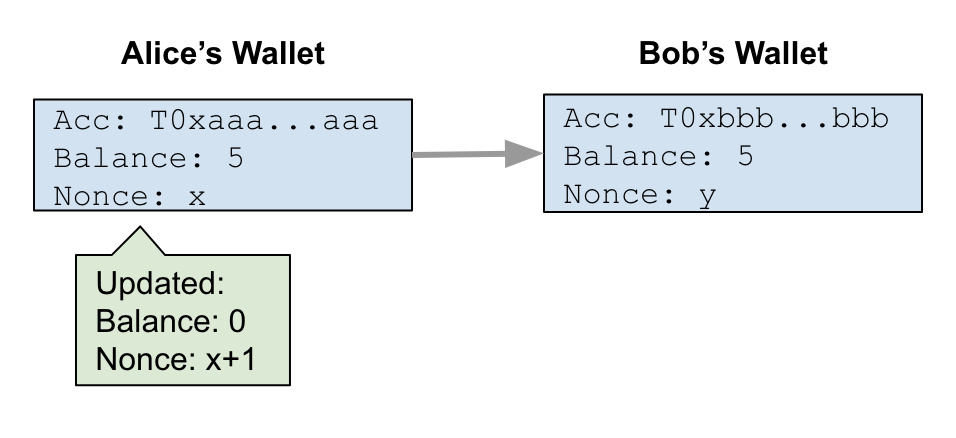 Alice’s Wallet
Acc: T0xaaa...aaa
Balance: 5
Nonce: x
Updated:
Balance: 0
Nonce: x+1
Bob’s Wallet
Acc: T0xbbb...bbb
Balance: 5
Nonce: y